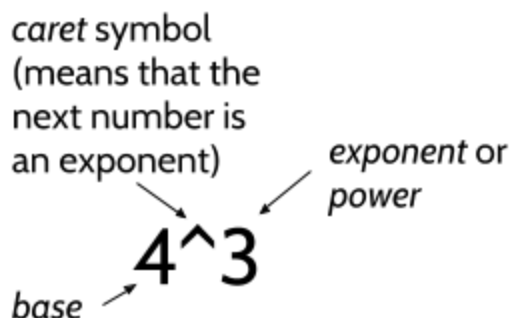 caret symbol
(means that the
next number is
an exponent)
exponent or
power
4^3
base